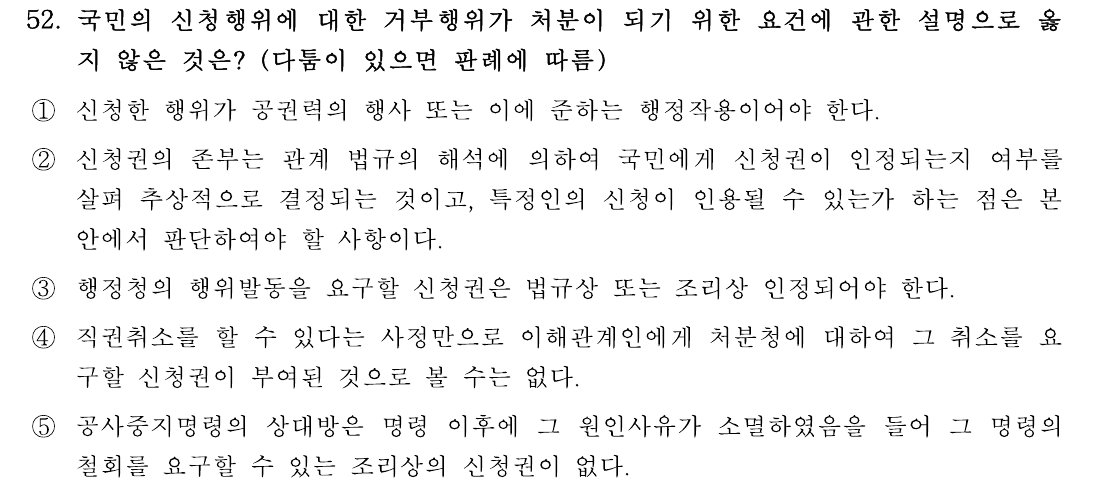 52. 국민의 신청행위에 대한 거부행위가 처분이 되기 위한 요건에 관한 설명으로 옳
지 않은 것은? (다툼이 있으면 판례에 따름)
① 신청한 행위가 공권력의 행사 또는 이에 준하는 행정작용이어야 한다.
② 신청권의 존부는 관계 법규의 해석에 의하여 국민에게 신청권이 인정되는지 여부를
살펴 추상적으로 결정되는 것이고, 특정인의 신청이 인용될 수 있는가 하는 점은 본
안에서 판단하여야 할 사항이다.
③ 행정청의 행위발동을 요구할 신청권은 법규상 또는 조리상 인정되어야 한다.
④ 직권취소를 할 수 있다는 사정만으로 이해관계인에게 처분청에 대하여 그 취소를 요
구할 신청권이 부여된 것으로 볼 수는 없다.
⑤ 공사중지명령의 상대방은 명령 이후에 그 원인사유가 소멸하였음을 들어 그 명령의
철회를 요구할 수 있는 조리상의 신청권이 없다.